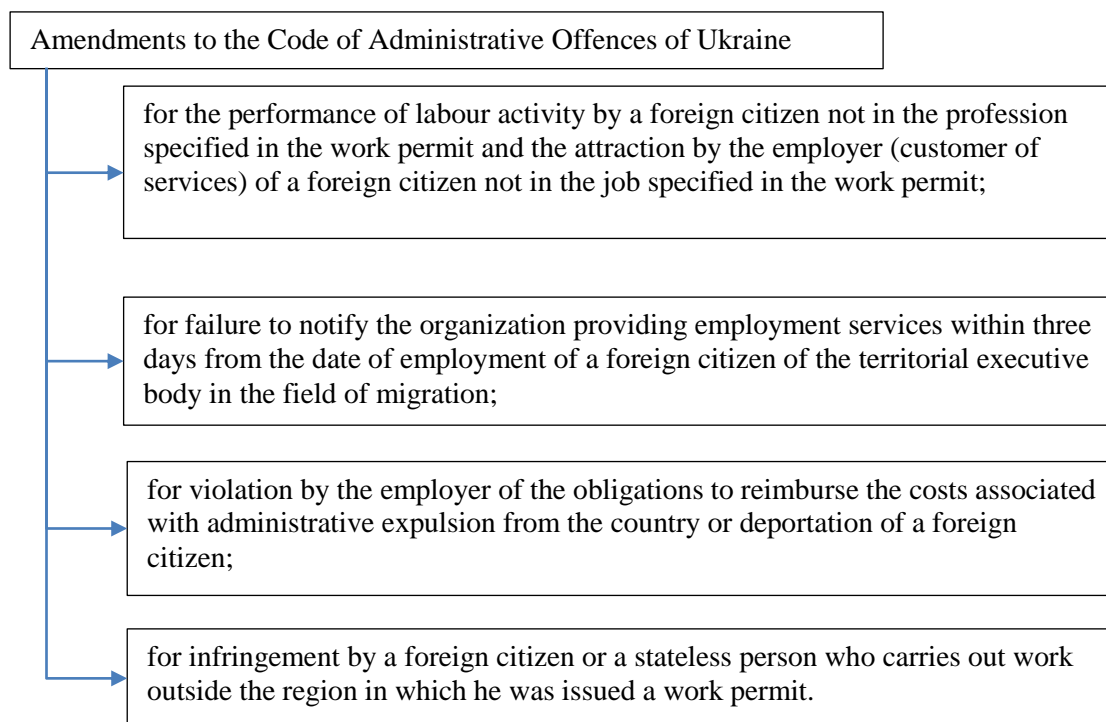 Amendments to the Code of Administrative Offences of Ukraine
for the performance of labour activity by a foreign citizen not in the profession
specified in the work permit and the attraction by the employer (customer of
services) of a foreign citizen not in the job specified in the work permit;
for failure to notify the organization providing employment services within three
days from the date of employment of a foreign citizen of the territorial executive
body in the field of migration;
for violation by the employer of the obligations to reimburse the costs associated
with administrative expulsion from the country or deportation of a foreign
citizen;
for infringement by a foreign citizen or a stateless person who carries out work
outside the region in which he was issued a work permit.